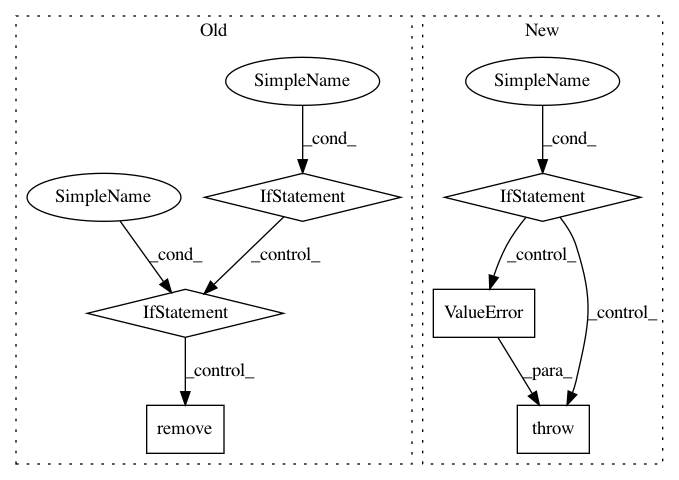 Old
New
SimpleName
SimpleName
_cond_
_cond_
SimpleName
IfStatement
IfStatement
_cond_
_control_
_control_
_control_
IfStatement
ValueError
_control_
_para_
remove
throw